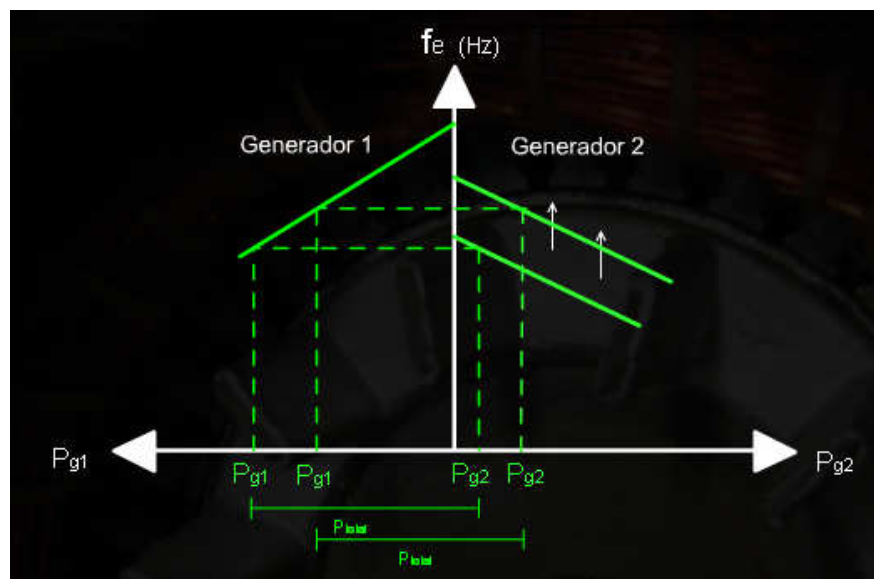 fe (Hz)
Generador 1
Generador 2
Pg1
Pg2
Pg1
Pg1
Pg2
Pg2
Ptotal
Ptotal